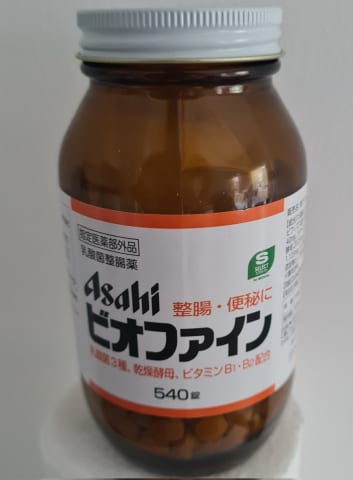 指定医薬部外品
乳酸菌整腸薬
S
SELECT
Asahi
整腸・便秘に
ビオファイン
乳酸菌3種、乾燥酵母、ビタミンB1・B2配合
540錠